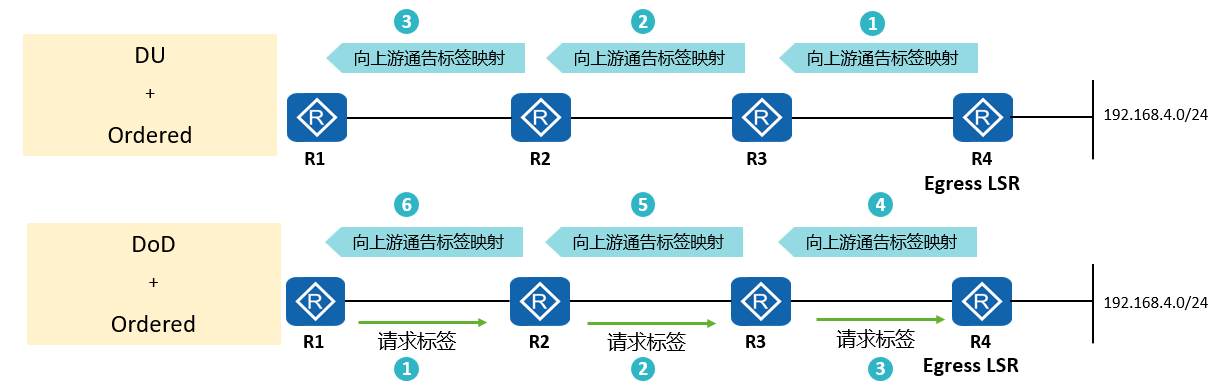 ③ ② ①
DU
+
Ordered
向上游通告标签映射 向上游通告标签映射 向上游通告标签映射
R R R R
192.168.4.0/24
R1 R2 R3 R4
Egress LSR
⑥ ⑤ ④
DoD
+
Ordered
向上游通告标签映射 向上游通告标签映射 向上游通告标签映射
R R R R
192.168.4.0/24
R1 请求标签 R2 请求标签 R3 请求标签 R4
① ② ③ Egress LSR